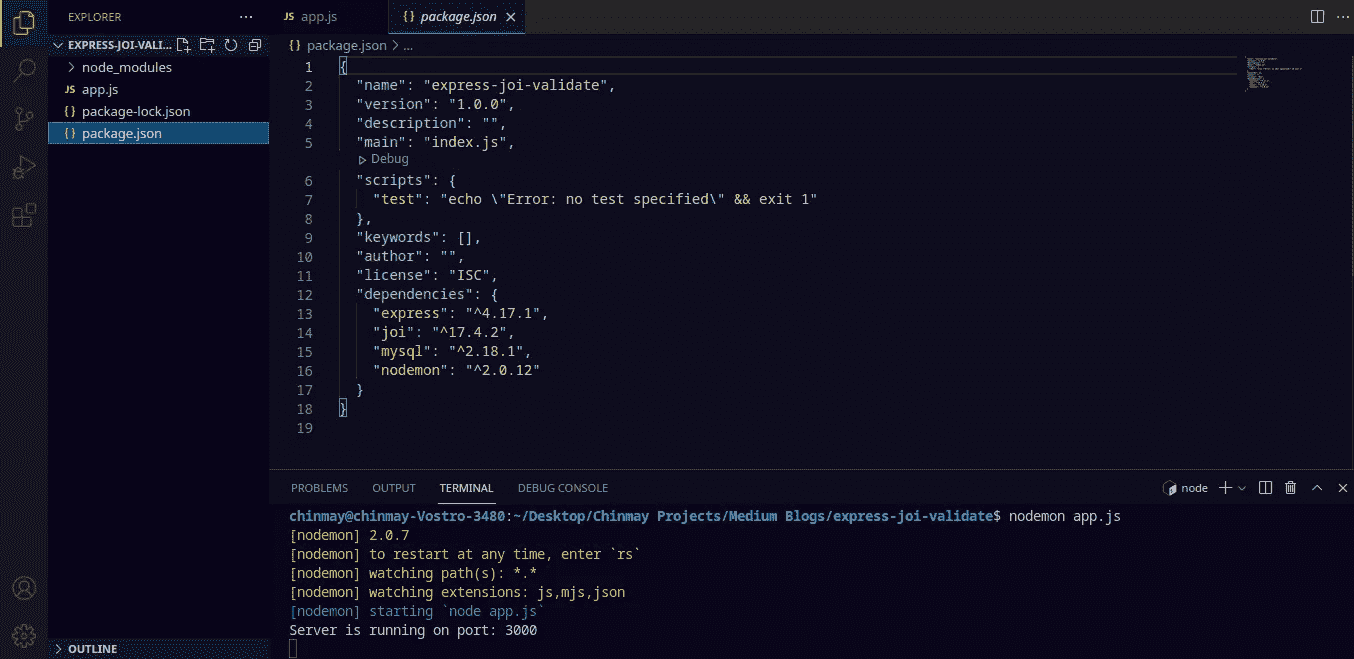 EXPLORER
EXPRESS-JOI-VALI...
node_modules
JS app.js
{} package-lock.json
{} package.json
OUTLINE
JS app.js
{} package.json
{} package.json > ...
1 {
2 "name": "express-joi-validate",
3 "version": "1.0.0",
4 "description": "",
5 "main": "index.js",
Debug
6 "scripts": {
7 "test": "echo \"Error: no test specified\" && exit 1"
8 },
9 "keywords": [],
10 "author": "",
11 "license": "ISC",
12 "dependencies": {
13 "express": "^4.17.1",
14 "joi": "^17.4.2",
15 "mysql": "^2.18.1",
16 "nodemon": "^2.0.12"
17 }
18 }
19
PROBLEMS OUTPUT TERMINAL DEBUG CONSOLE
node
chinmay@chinmay-Vostro-3480:~/Desktop/Chinmay Projects/Medium Blogs/express-joi-validate$ nodemon app.js
[nodemon] 2.0.7
[nodemon] to restart at any time, enter `rs`
[nodemon] watching path(s): *.*
[nodemon] watching extensions: js,mjs,json
[nodemon] starting `node app.js`
Server is running on port: 3000